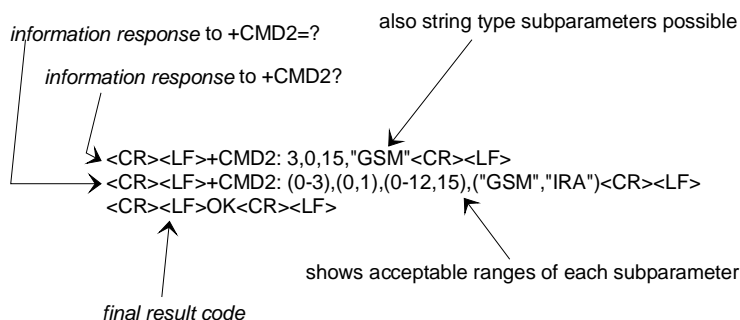 also string type subparameters possible
information response to +CMD2=?
information response to +CMD2?
<CR><LF>+CMD2: 3,0,15,"GSM"<CR><LF>
<CR><LF>+CMD2: (0-3),(0,1),(0-12,15),("GSM","IRA")<CR><LF>
<CR><LF>OK<CR><LF>
shows acceptable ranges of each subparameter
final result code